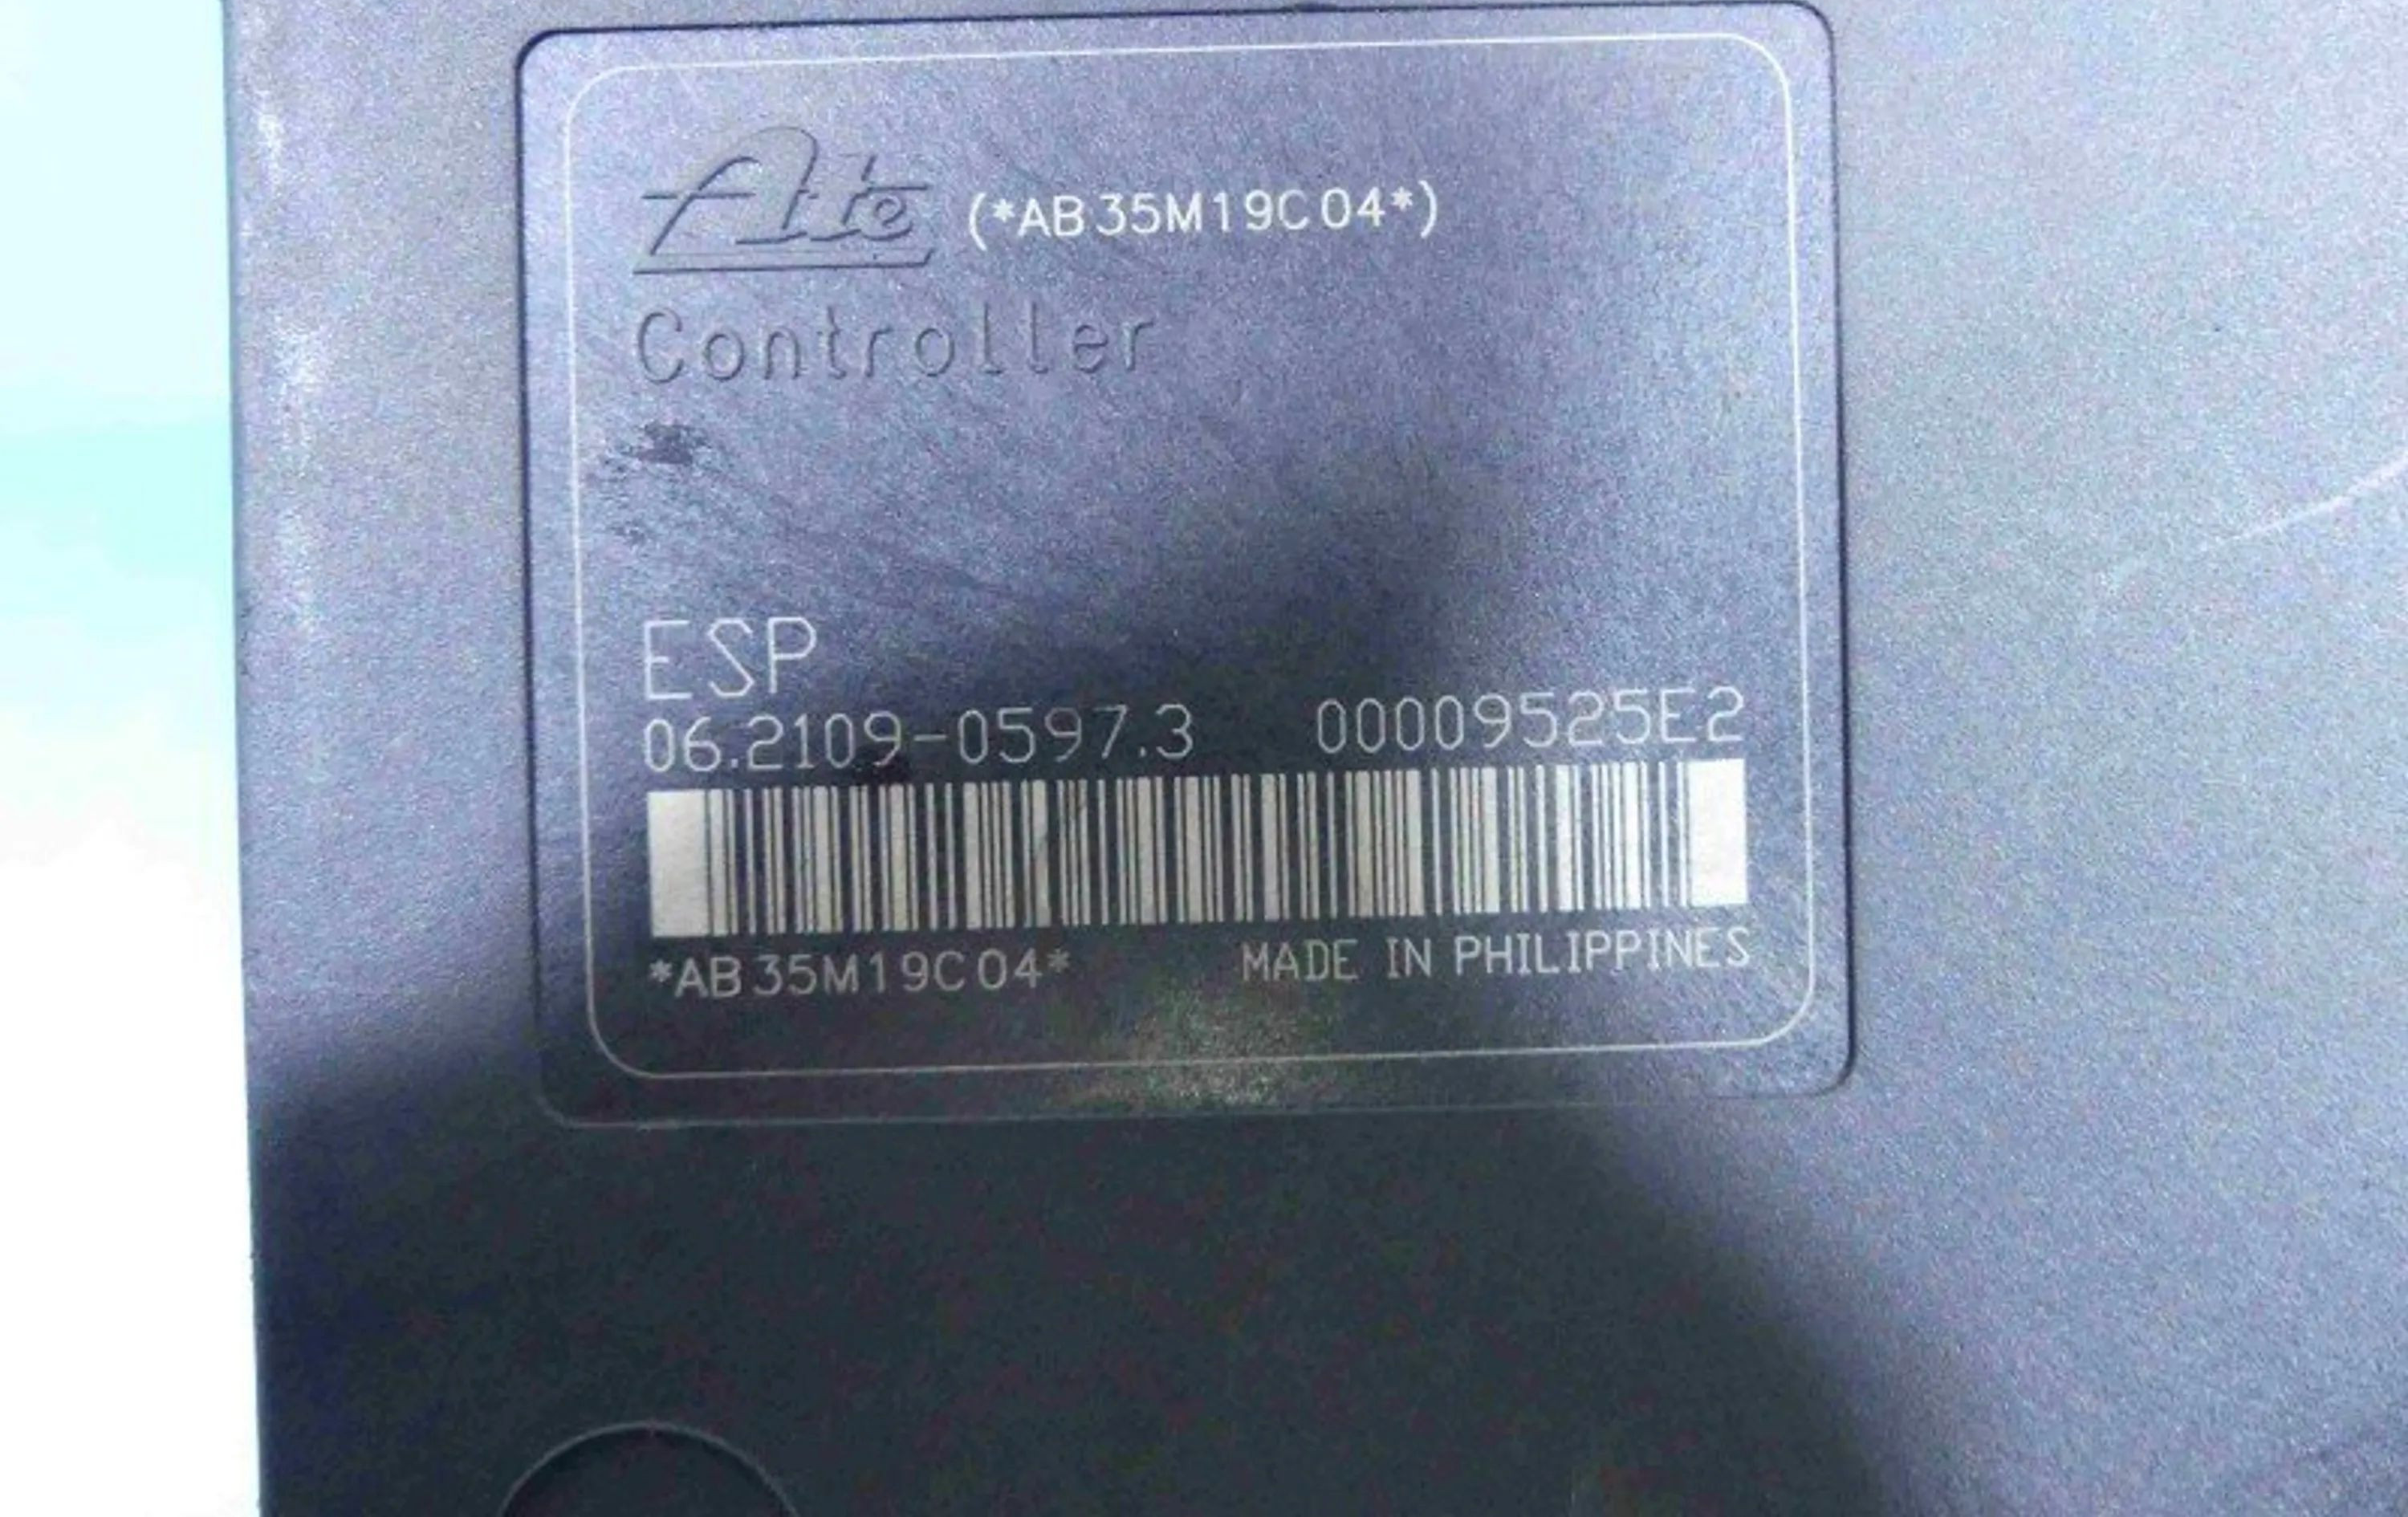 Ate (*AB35M19C04*)
Controller
ESP
06.2109-0597.3 00009525E2
*AB35M19C04* MADE IN PHILIPPINES